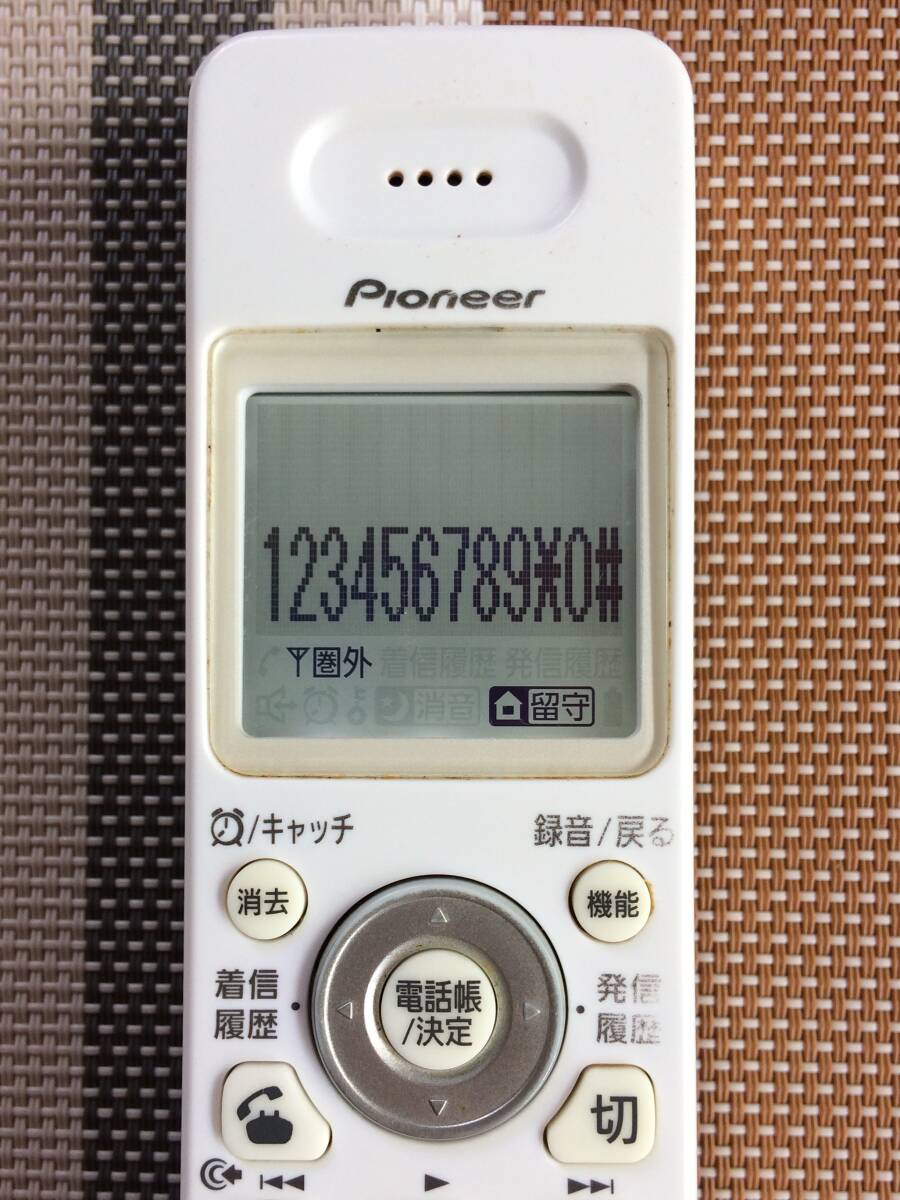 Pioneer
123456789*0#
圏外 着信履歴 発信履歴
消音 留守
/キャッチ
録音/戻る
消去
機能
着信
履歴
電話帳
/決定
発信
履歴
切